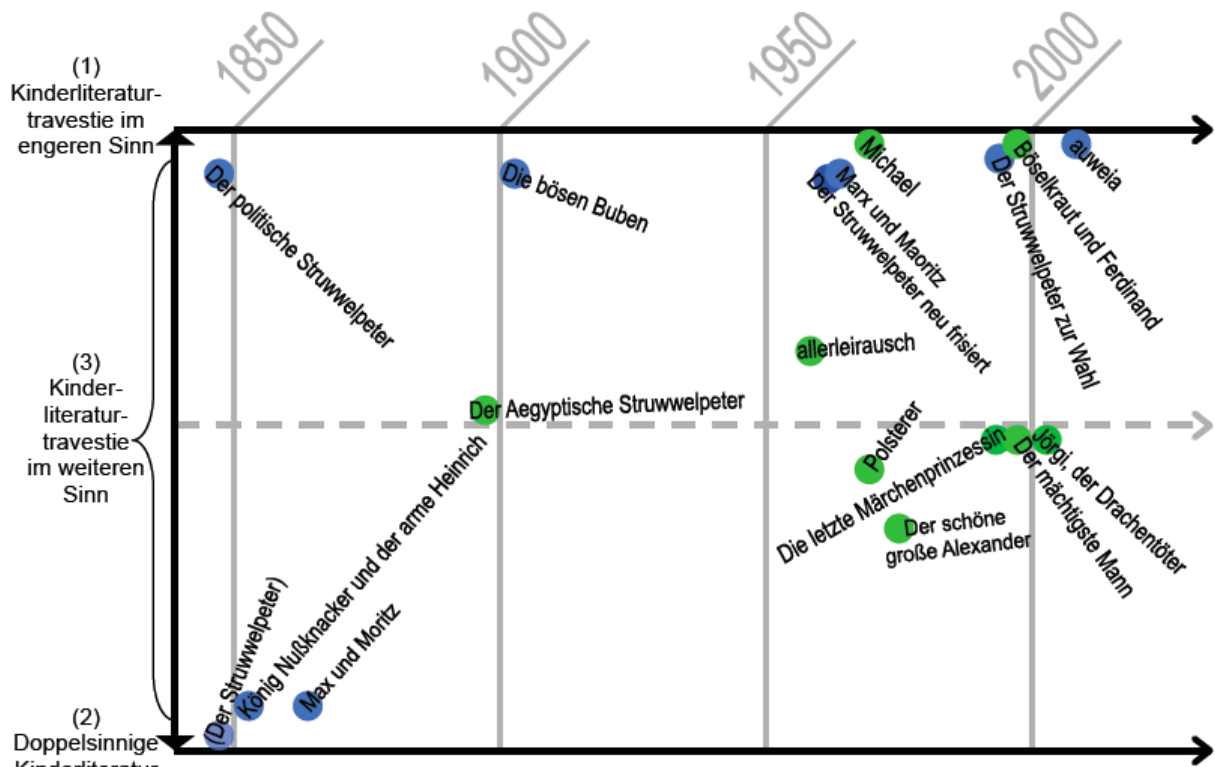 1850
1900
1950
2000
(1)
Kinderliteratur-
travestie im
engeren Sinn
Der politische Struwwelpeter
Die bösen Buben
Michael
Marx und Maoritz
Der Struwwelpeter neu frisiert
Böselkraut und Ferdinand
Der Struwwelpeter zur Wahl
auweia
allerleirausch
(3)
Kinder-
literatur-
travestie
im weiteren
Sinn
Der Aegyptische Struwwelpeter
Polsterer
Die letzte Märchenprinzessin
Der mächtigste Mann
Jörgi, der Drachentöter
Der schöne
große Alexander
(Der Struwwelpeter)
König Nußknacker und der arme Heinrich
Max und Moritz
(2)
Doppelsinnige
Kinderliteratur